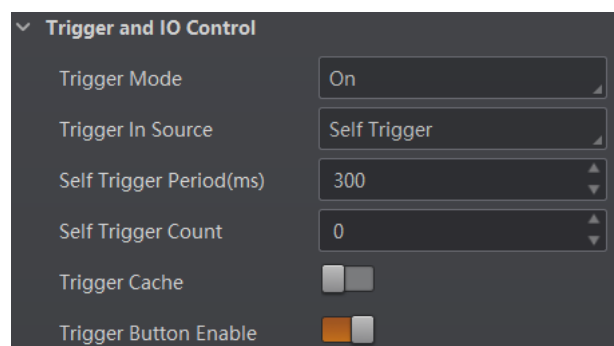 Trigger and IO Control
Trigger Mode On
Trigger In Source Self Trigger
Self Trigger Period(ms) 300
Self Trigger Count 0
Trigger Cache
Trigger Button Enable